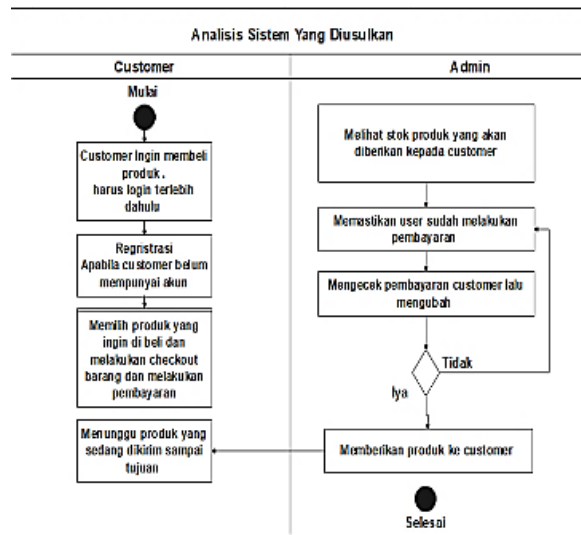 Analisis Sistem Yang Diusulkan
Customer
Admin
Mulai
Customer Ingin membeli
produk .
harus login terlebih
dahulu
Regristrasi
Apabila customer belum
mempunyai akun
Memilih produk yang
ingin di beli dan
melakukan checkout
barang dan melakukan
pembayaran
Menunggu produk yang
sedang dikirim sampai
tujuan
Melihat stok produk yang akan
diberikan kepada customer
Memastikan user sudah melakukan
pembayaran
Mengecek pembayaran customer lalu
mengubah
Tidak
Iya
Memberikan produk ke customer
Selesai